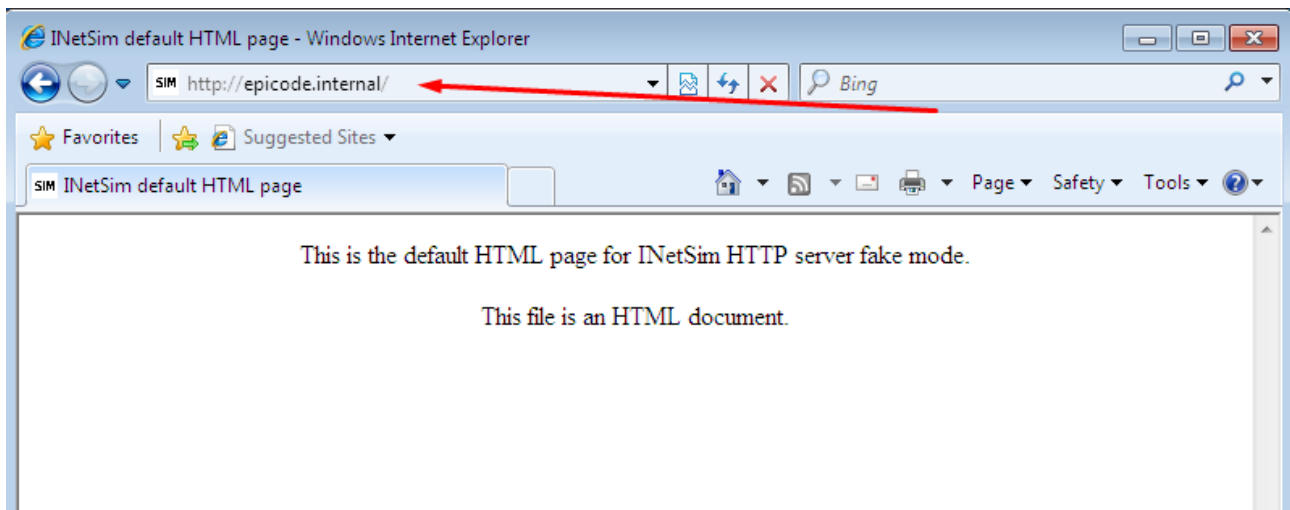 INetSim default HTML page - Windows Internet Explorer
SIM http://epicode.internal/ Bing
Favorites Suggested Sites
SIM INetSim default HTML page Page Safety Tools
This is the default HTML page for INetSim HTTP server fake mode.
This file is an HTML document.